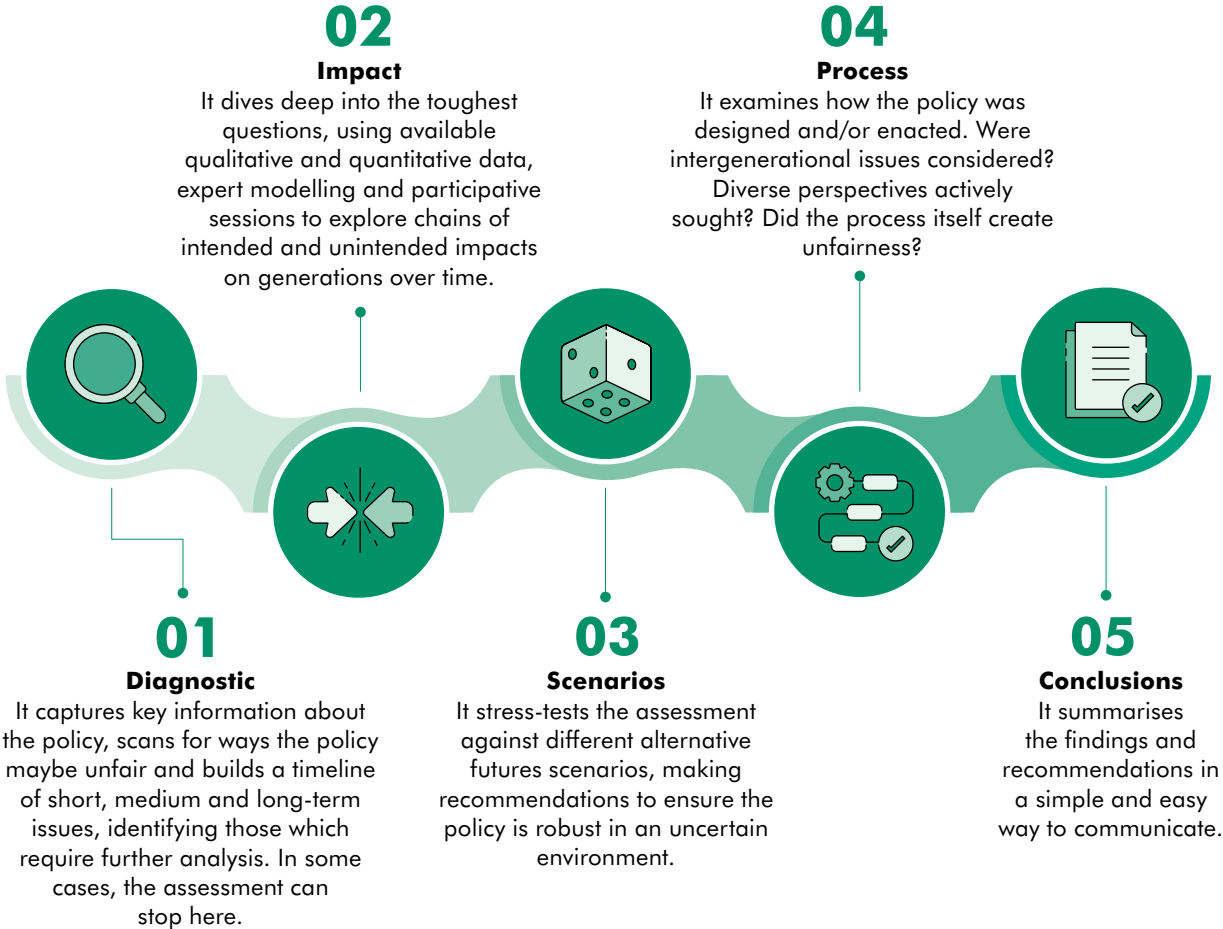 02
Impact
It dives deep into the toughest
questions, using available
qualitative and quantitative data,
expert modelling and participative
sessions to explore chains of
intended and unintended impacts
on generations over time.
04
Process
It examines how the policy was
designed and/or enacted. Were
intergenerational issues considered?
Diverse perspectives actively
sought? Did the process itself create
unfairness?
01
Diagnostic
It captures key information about
the policy, scans for ways the policy
maybe unfair and builds a timeline
of short, medium and long-term
issues, identifying those which
require further analysis. In some
cases, the assessment can
stop here.
03
Scenarios
It stress-tests the assessment
against different alternative
futures scenarios, making
recommendations to ensure the
policy is robust in an uncertain
environment.
05
Conclusions
It summarises
the findings and
recommendations in
a simple and easy
way to communicate.